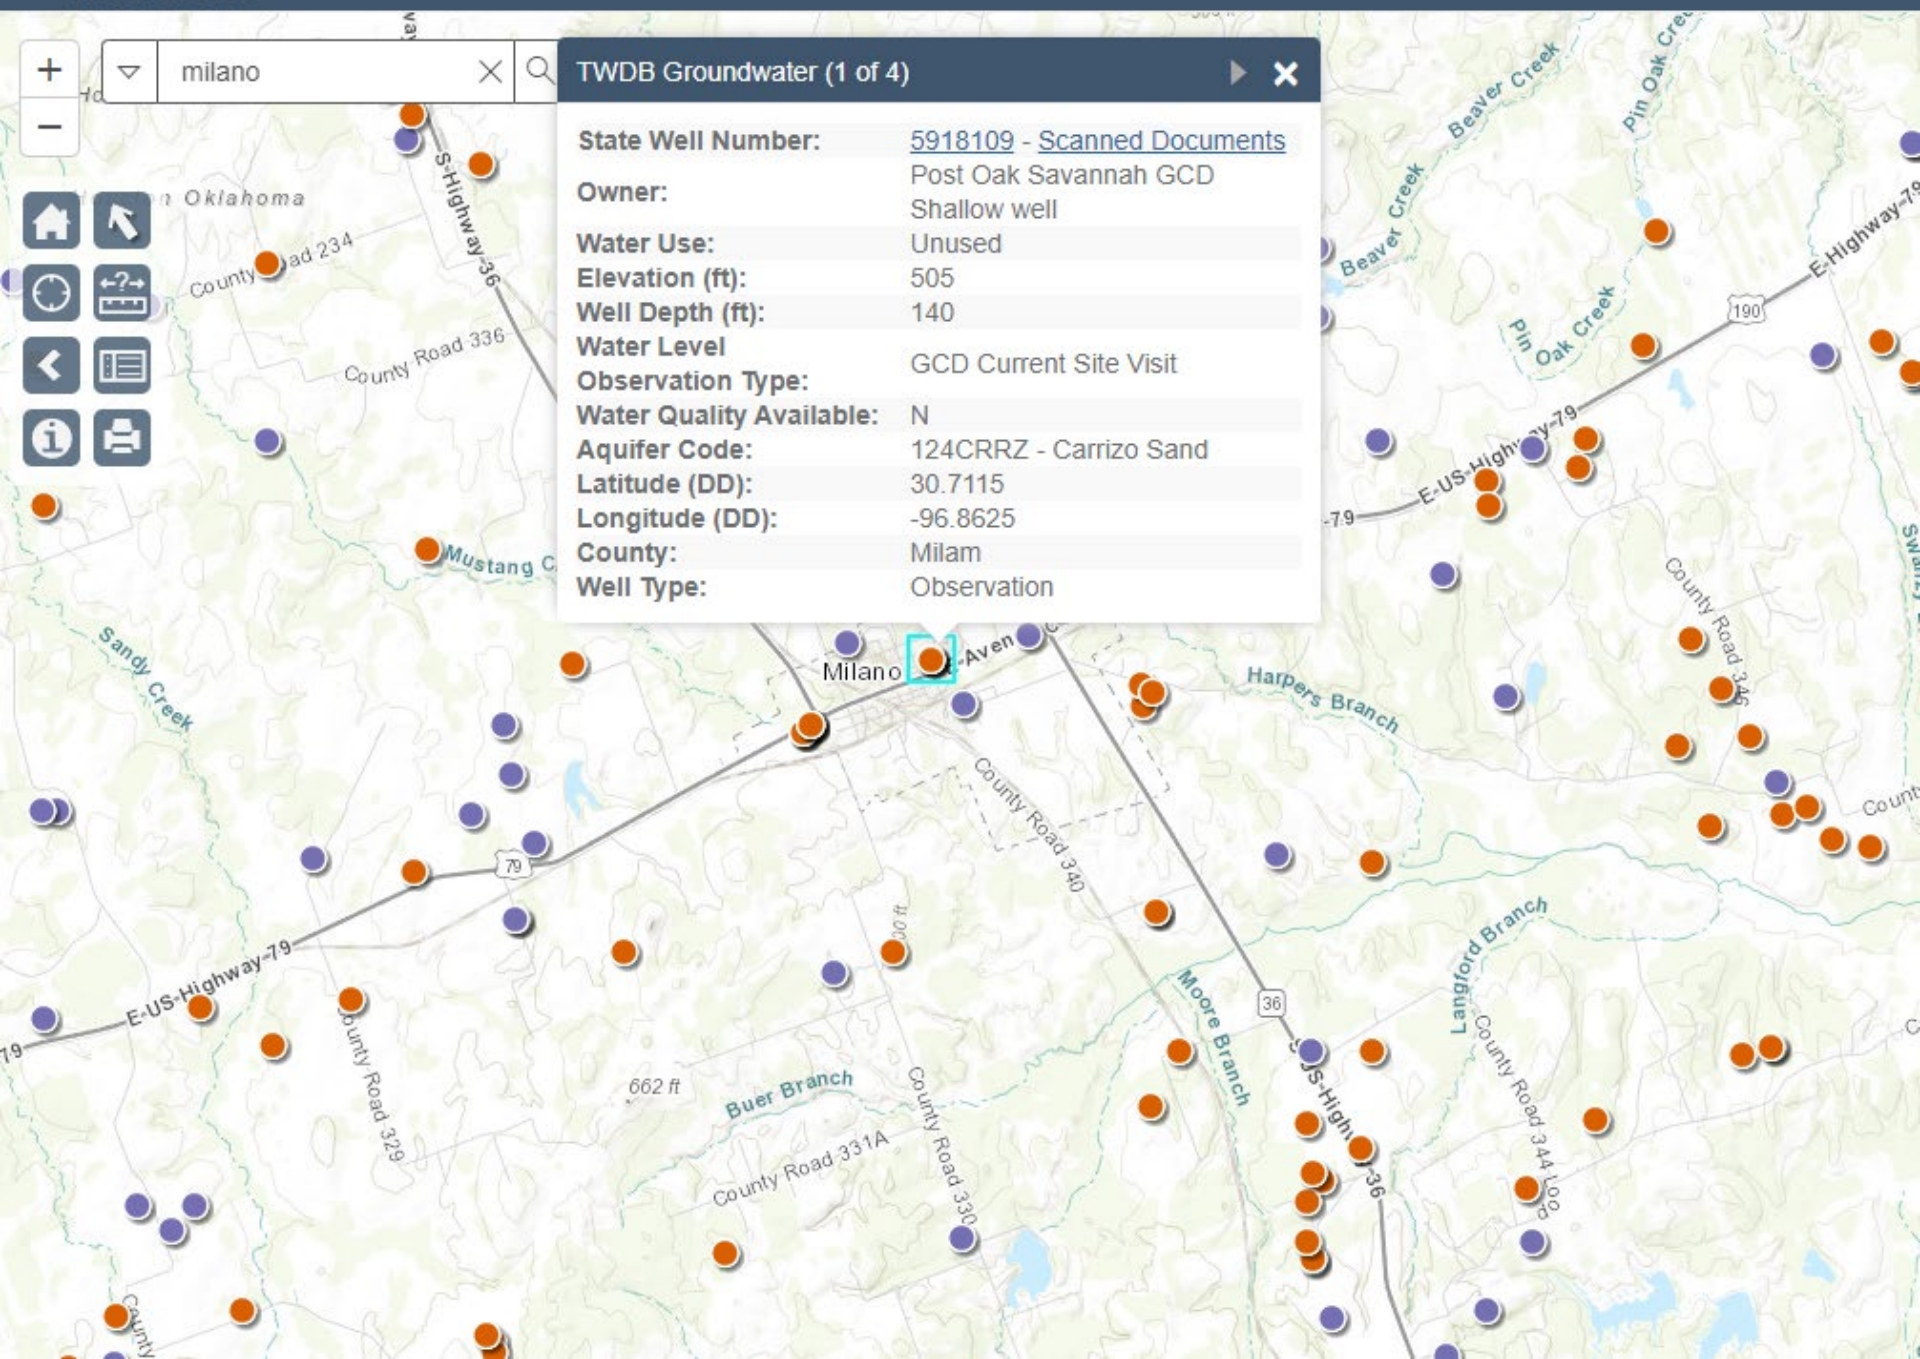 milano
TWDB Groundwater (1 of 4)
State Well Number: 5918109 - Scanned Documents
Owner: Post Oak Savannah GCD
Shallow well
Water Use: Unused
Elevation (ft): 505
Well Depth (ft): 140
Water Level
Observation Type: GCD Current Site Visit
Water Quality Available: N
Aquifer Code: 124CRRZ - Carrizo Sand
Latitude (DD): 30.7115
Longitude (DD): -96.8625
County: Milam
Well Type: Observation
Oklahoma
County Road 234
S-Highway-36
County Road 336
Mustang C
Sandy Creek
Beaver Creek
Beaver Creek
Pin Oak Cree
Pin Oak Creek
E-Highway-79
190
E-US-Highway-79
-79
County Road 346
Milano
-Aven
Harpers Branch
County Road 340
79
E-US-Highway-79
79
County Road 329
662 ft
Buer Branch
County Road 331A
County Road 330
Moore Branch
36
S-US-Highway-36
Langford Branch
County Road 344 Loop
Count
County